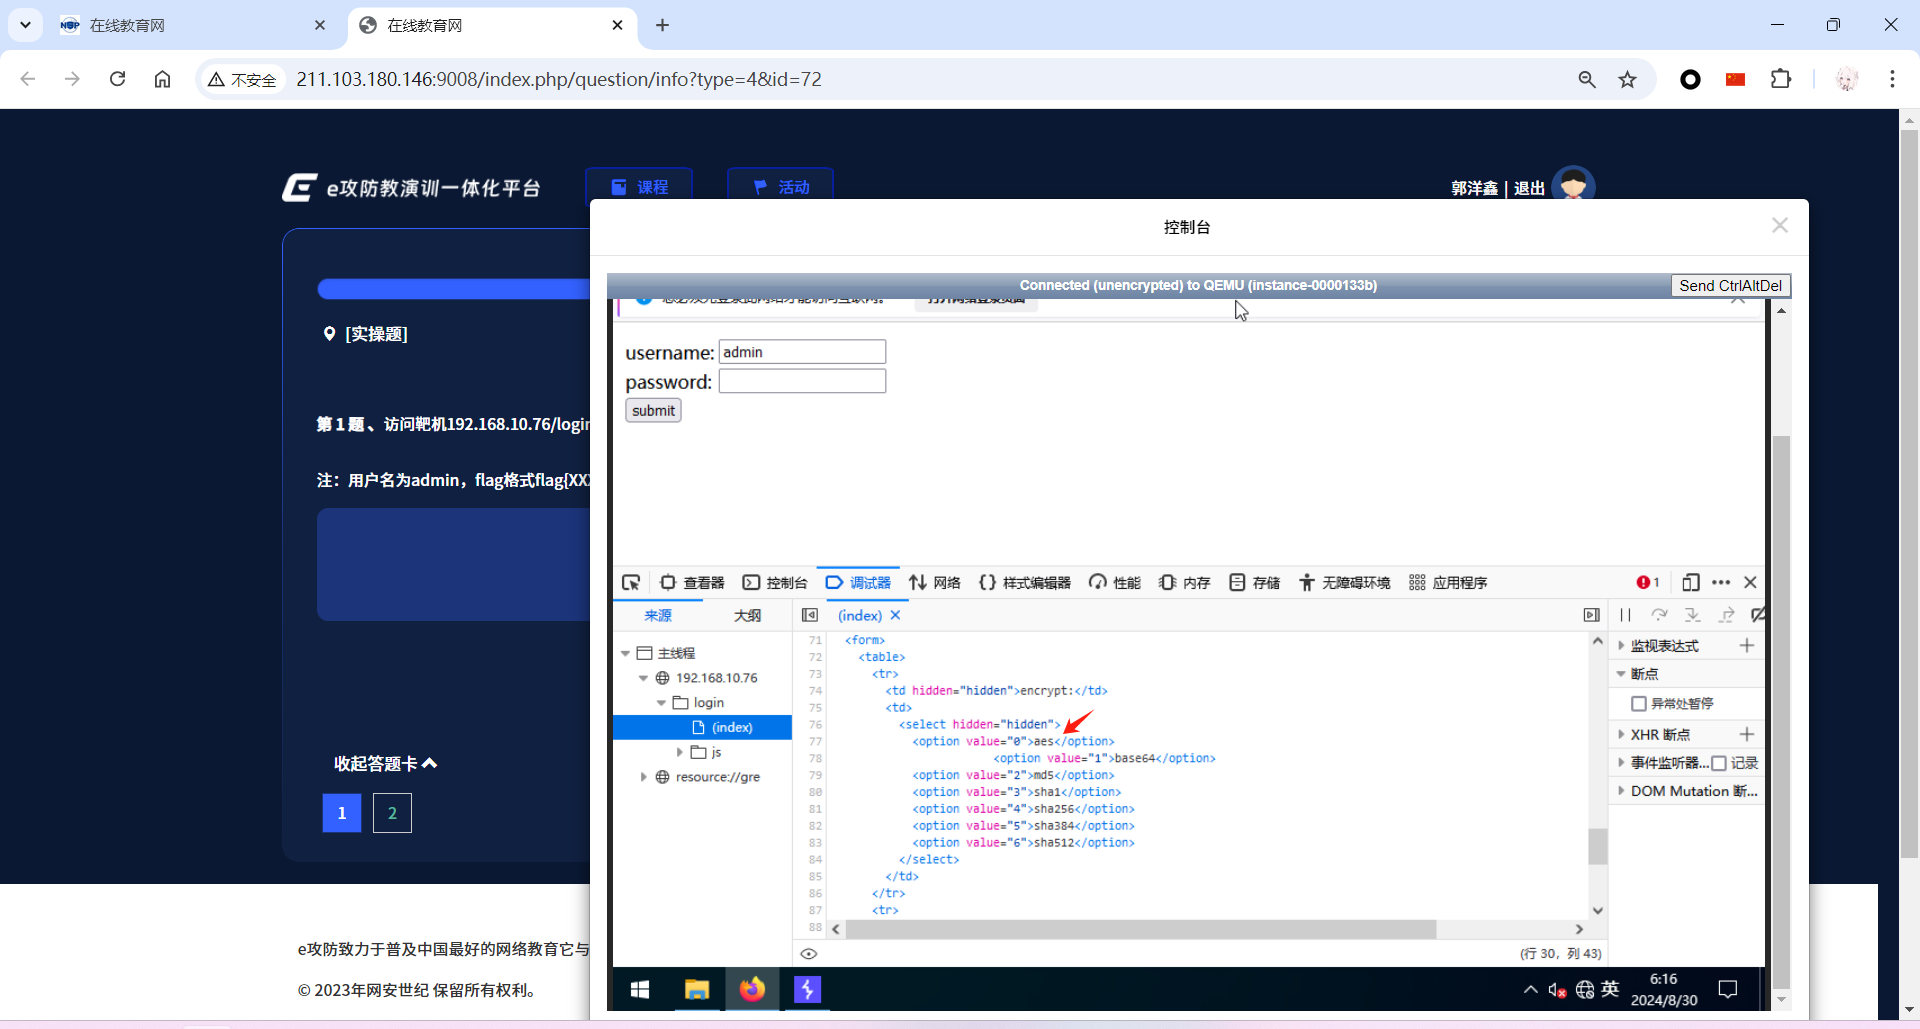 在线教育网
在线教育网
不安全
211.103.180.146:9008/index.php/question/info?type=4&id=72
e攻防教演训一体化平台
课程
活动
郭洋鑫 | 退出
控制台
Connected (unencrypted) to QEMU (instance-0000133b)
Send CtrlAltDel
[实操题]
第 1 题 、访问靶机192.168.10.76/login
注：用户名为admin，flag格式flag{XXX
收起答题卡
1
2
e攻防致力于普及中国最好的网络教育它与
© 2023年网安世纪 保留所有权利。
username: admin
password:
submit
查看器
控制台
调试器
网络
{} 样式编辑器
性能
内存
存储
无障碍环境
应用程序
1
来源
大纲
(index)
主线程
192.168.10.76
login
(index)
js
resource://gre
71 <form>
72 <table>
73 <tr>
74 <td hidden="hidden">encrypt:</td>
75 <td>
76 <select hidden="hidden">
77 <option value="0">aes</option>
78 <option value="1">base64</option>
79 <option value="2">md5</option>
80 <option value="3">sha1</option>
81 <option value="4">sha256</option>
82 <option value="5">sha384</option>
83 <option value="6">sha512</option>
84 </select>
85 </td>
86 </tr>
87 <tr>
88
(行 30，列 43)
监视表达式
断点
异常处暂停
XHR 断点
事件监听器... 记录
DOM Mutation 断...
英
6:16
2024/8/30